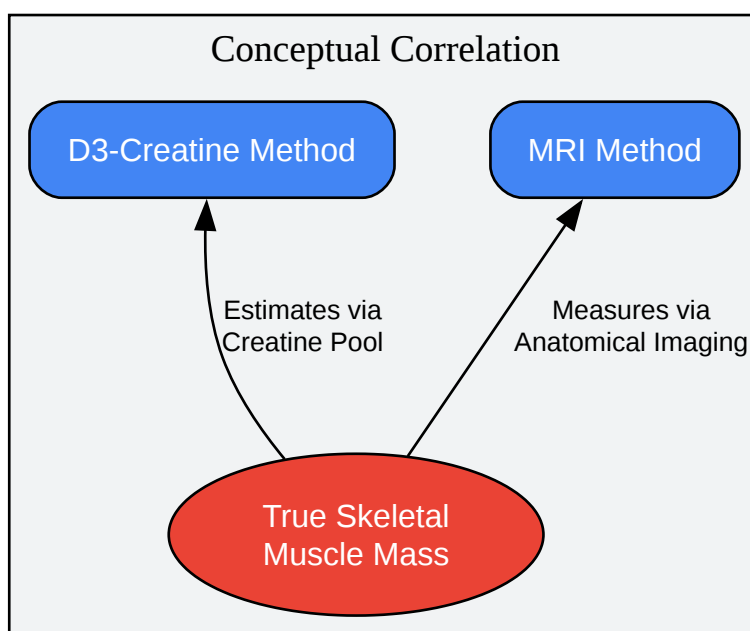 Conceptual Correlation
D3-Creatine Method
MRI Method
Estimates via
Creatine Pool
Measures via
Anatomical Imaging
True Skeletal
Muscle Mass